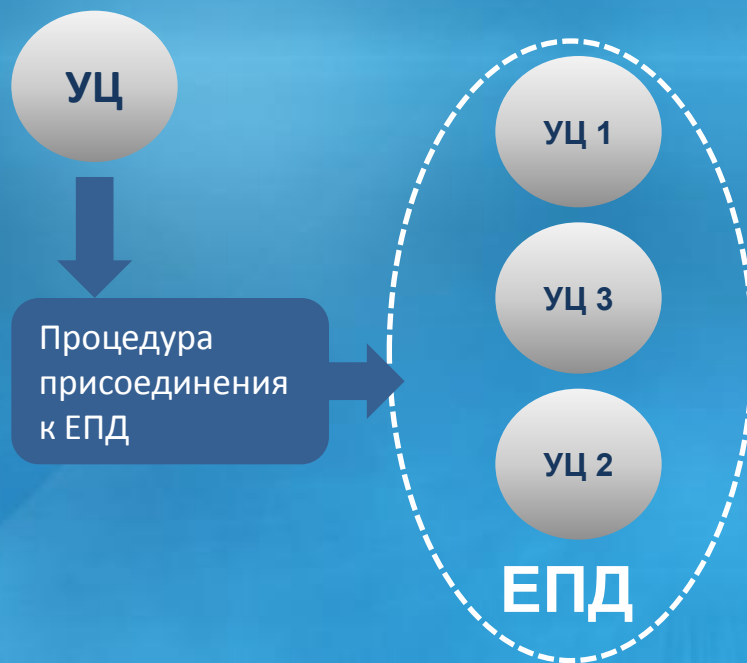 УЦ
Процедура
присоединения
к ЕПД
УЦ 1
УЦ 3
УЦ 2
ЕПД